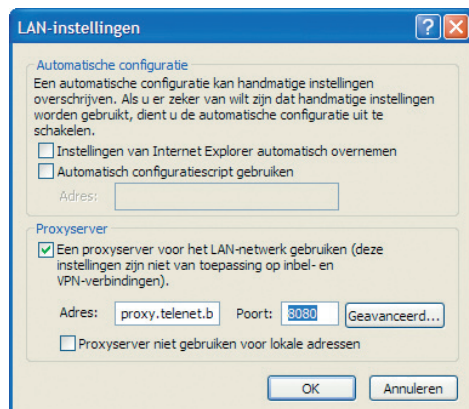 LAN-instellingen
Automatische configuratie
Een automatische configuratie kan handmatige instellingen
overschrijven. Als u er zeker van wilt zijn dat handmatige instellingen
worden gebruikt, dient u de automatische configuratie uit te
schakelen.
Instellingen van Internet Explorer automatisch overnemen
Automatisch configuratiescript gebruiken
Adres:
Proxyserver
Een proxyserver voor het LAN-netwerk gebruiken (deze
instellingen zijn niet van toepassing op inbel- en
VPN-verbindingen).
Adres: proxy.telenet.b Poort: 8080 Geavanceerd...
Proxyserver niet gebruiken voor lokale adressen
OK Annuleren